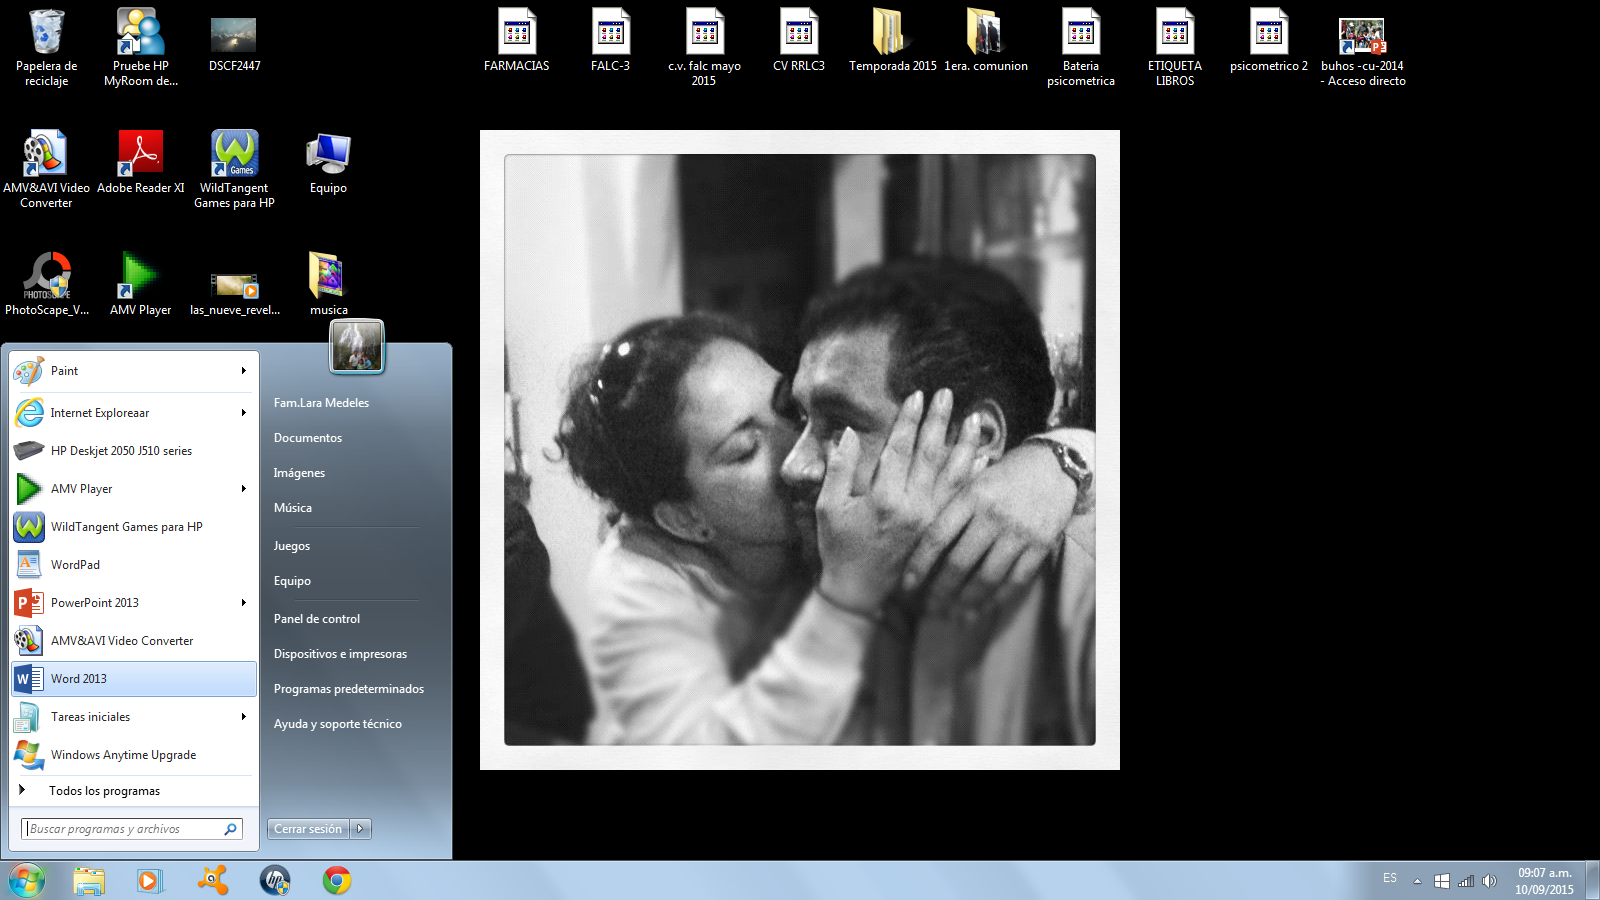 Papelera de
reciclaje
Pruebe HP
MyRoom de...
DSCF2447
FARMACIAS
FALC-3
c.v. falc mayo
2015
CV RRLC3
Temporada 2015
1era. comunion
Bateria
psicometrica
ETIQUETA
LIBROS
psicometrico 2
buhos -cu-2014
- Acceso directo
AMV&AVI Video
Converter
Adobe Reader XI
Games
WildTangent
Games para HP
Equipo
PHOTOSCAPE
PhotoScape_V...
AMV Player
las_nueve_revel...
musica
Paint
Internet Exploreaar
HP Deskjet 2050 J510 series
AMV Player
WildTangent Games para HP
WordPad
PowerPoint 2013
AMV&AVI Video Converter
Word 2013
Tareas iniciales
Windows Anytime Upgrade
Todos los programas
Buscar programas y archivos
Fam.Lara Medeles
Documentos
Imágenes
Música
Juegos
Equipo
Panel de control
Dispositivos e impresoras
Programas predeterminados
Ayuda y soporte técnico
Cerrar sesión
hp
ES
09:07 a.m.
10/09/2015